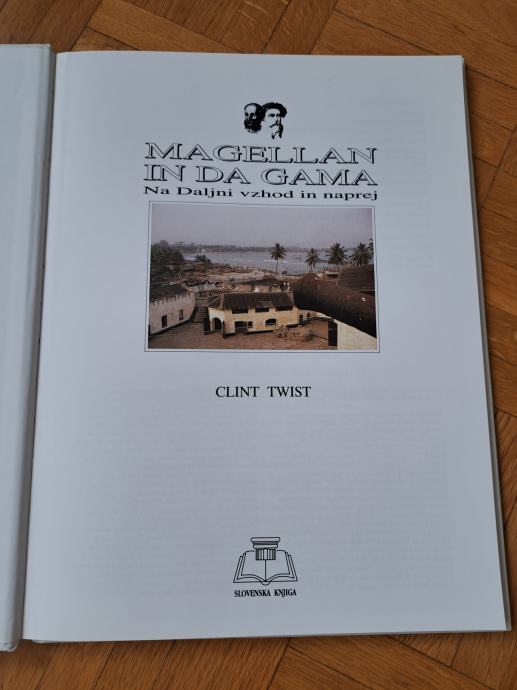 MAGELLAN
IN DA GAMA
Na Daljni vzhod in naprej
CLINT TWIST
SLOVENSKA KNJIGA